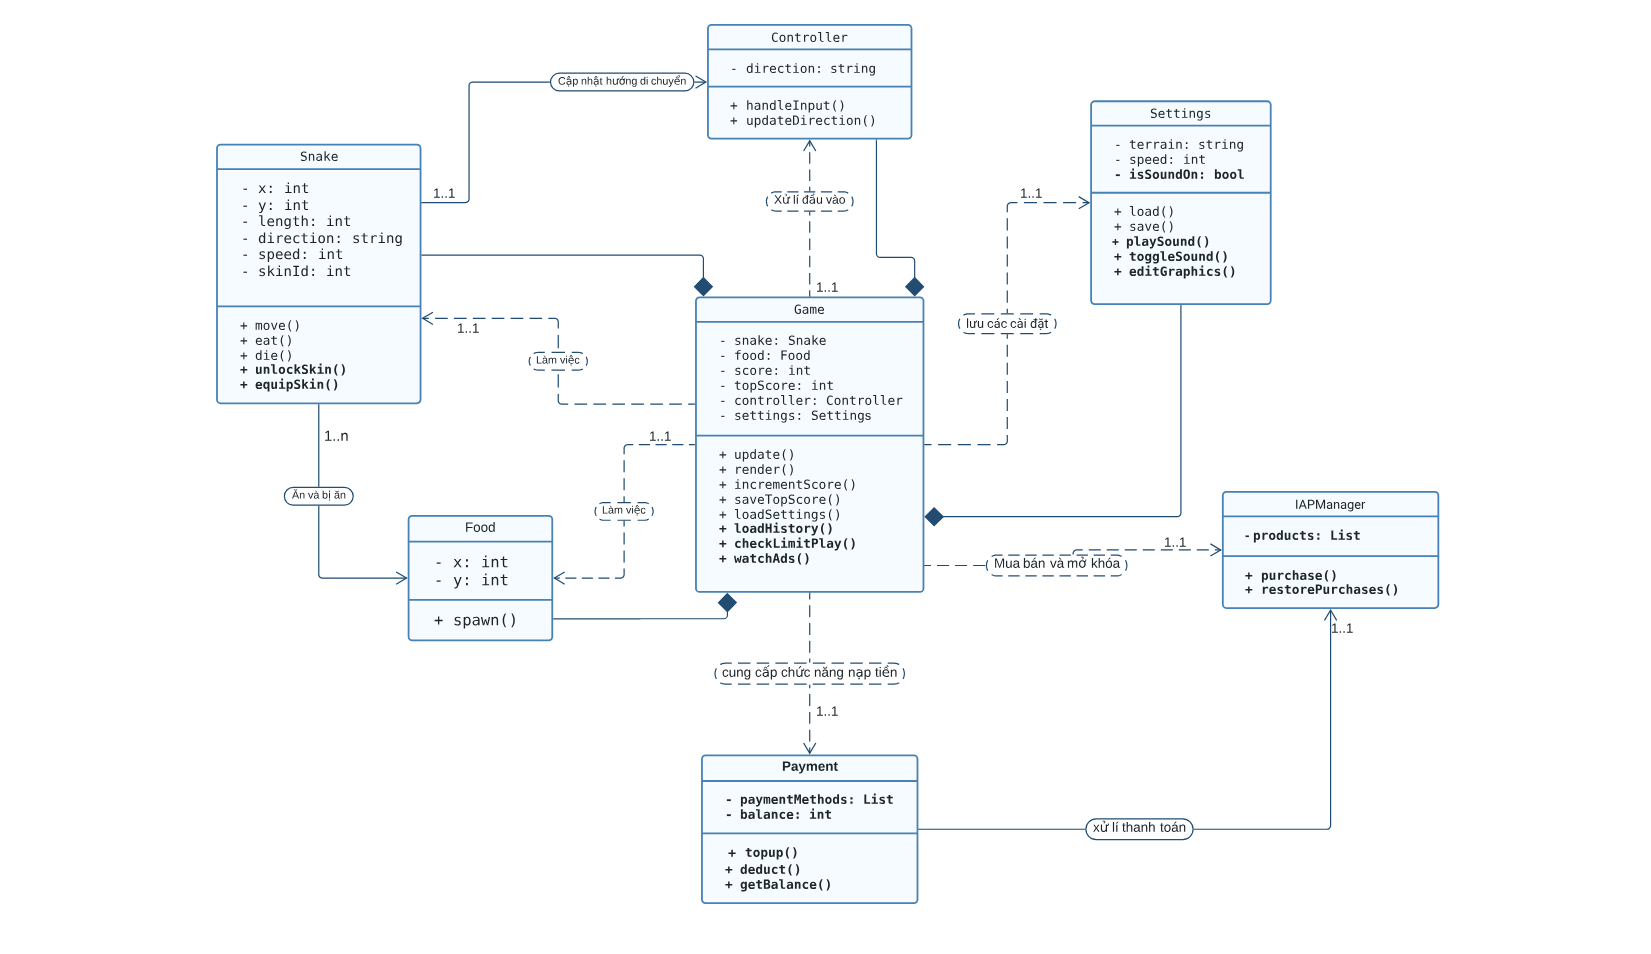 Controller
- direction: string
+ handleInput()
+ updateDirection()
Cập nhật hướng di chuyển
Settings
- terrain: string
- speed: int
- isSoundOn: bool
+ load()
+ save()
+ playSound()
+ toggleSound()
+ editGraphics()
Snake
- x: int
- y: int
- length: int
- direction: string
- speed: int
- skinId: int
+ move()
+ eat()
+ die()
+ unlockSkin()
+ equipSkin()
1..1
Xử lí đầu vào
1..1
1..1
lưu các cài đặt
1..1
Làm việc
Game
- snake: Snake
- food: Food
- score: int
- topScore: int
- controller: Controller
- settings: Settings
+ update()
+ render()
+ incrementScore()
+ saveTopScore()
+ loadSettings()
+ loadHistory()
+ checkLimitPlay()
+ watchAds()
1..n
Ăn và bị ăn
1..1
Làm việc
Food
- x: int
- y: int
+ spawn()
Mua bán và mở khóa
1..1
IAPManager
- products: List
+ purchase()
+ restorePurchases()
1..1
cung cấp chức năng nạp tiền
1..1
Payment
- paymentMethods: List
- balance: int
+ topup()
+ deduct()
+ getBalance()
xử lí thanh toán